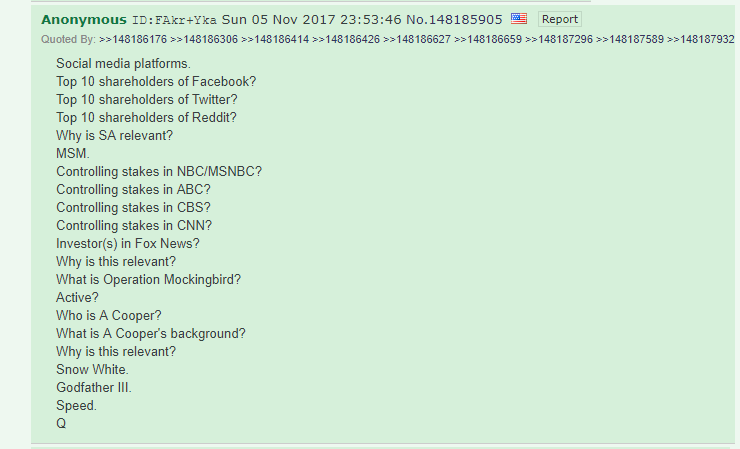 Anonymous ID:FAkr+Yka Sun 05 Nov 2017 23:53:46 No.148185905 Report
Quoted By: >>148186176 >>148186306 >>148186414 >>148186426 >>148186627 >>148186659 >>148187296 >>148187589 >>148187932
Social media platforms.
Top 10 shareholders of Facebook?
Top 10 shareholders of Twitter?
Top 10 shareholders of Reddit?
Why is SA relevant?
MSM.
Controlling stakes in NBC/MSNBC?
Controlling stakes in ABC?
Controlling stakes in CBS?
Controlling stakes in CNN?
Investor(s) in Fox News?
Why is this relevant?
What is Operation Mockingbird?
Active?
Who is A Cooper?
What is A Cooper's background?
Why is this relevant?
Snow White.
Godfather III.
Speed.
Q